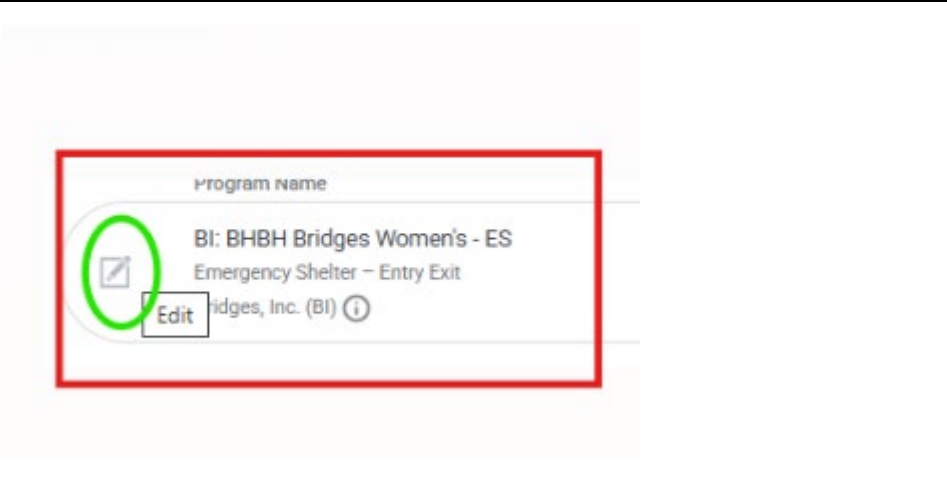 Program Name
BI: BHBH Bridges Women's - ES
Emergency Shelter – Entry Exit
ridges, Inc. (BI)
Edit